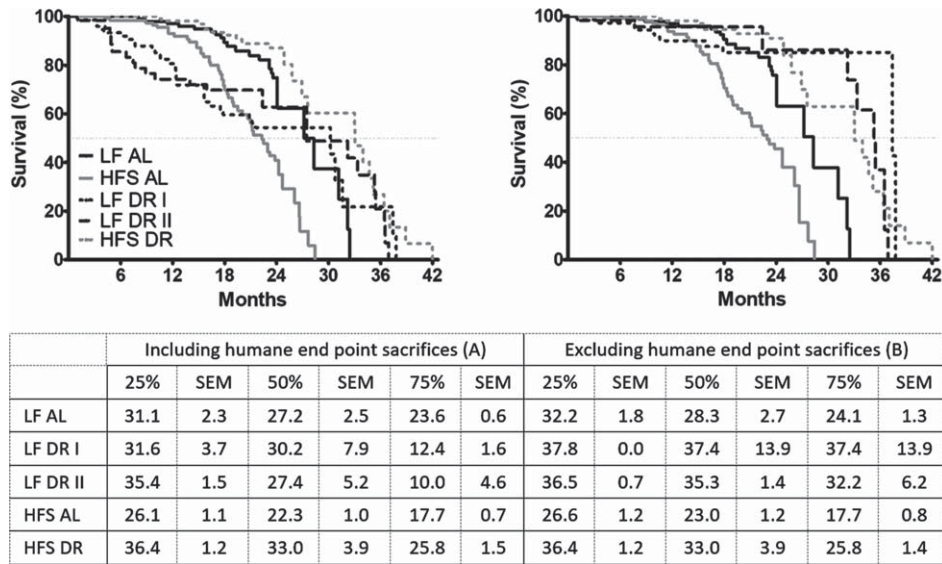 100
80
60
40
20
0
Survival (%)
LF AL
HFS AL
LF DR I
LF DR II
HFS DR
6 12 18 24 30 36 42
Months
100
80
60
40
20
0
Survival (%)
6 12 18 24 30 36 42
Months
Including humane end point sacrifices (A) Excluding humane end point sacrifices (B)
25% SEM 50% SEM 75% SEM 25% SEM 50% SEM 75% SEM
LF AL 31.1 2.3 27.2 2.5 23.6 0.6 32.2 1.8 28.3 2.7 24.1 1.3
LF DR I 31.6 3.7 30.2 7.9 12.4 1.6 37.8 0.0 37.4 13.9 37.4 13.9
LF DR II 35.4 1.5 27.4 5.2 10.0 4.6 36.5 0.7 35.3 1.4 32.2 6.2
HFS AL 26.1 1.1 22.3 1.0 17.7 0.7 26.6 1.2 23.0 1.2 17.7 0.8
HFS DR 36.4 1.2 33.0 3.9 25.8 1.5 36.4 1.2 33.0 3.9 25.8 1.4